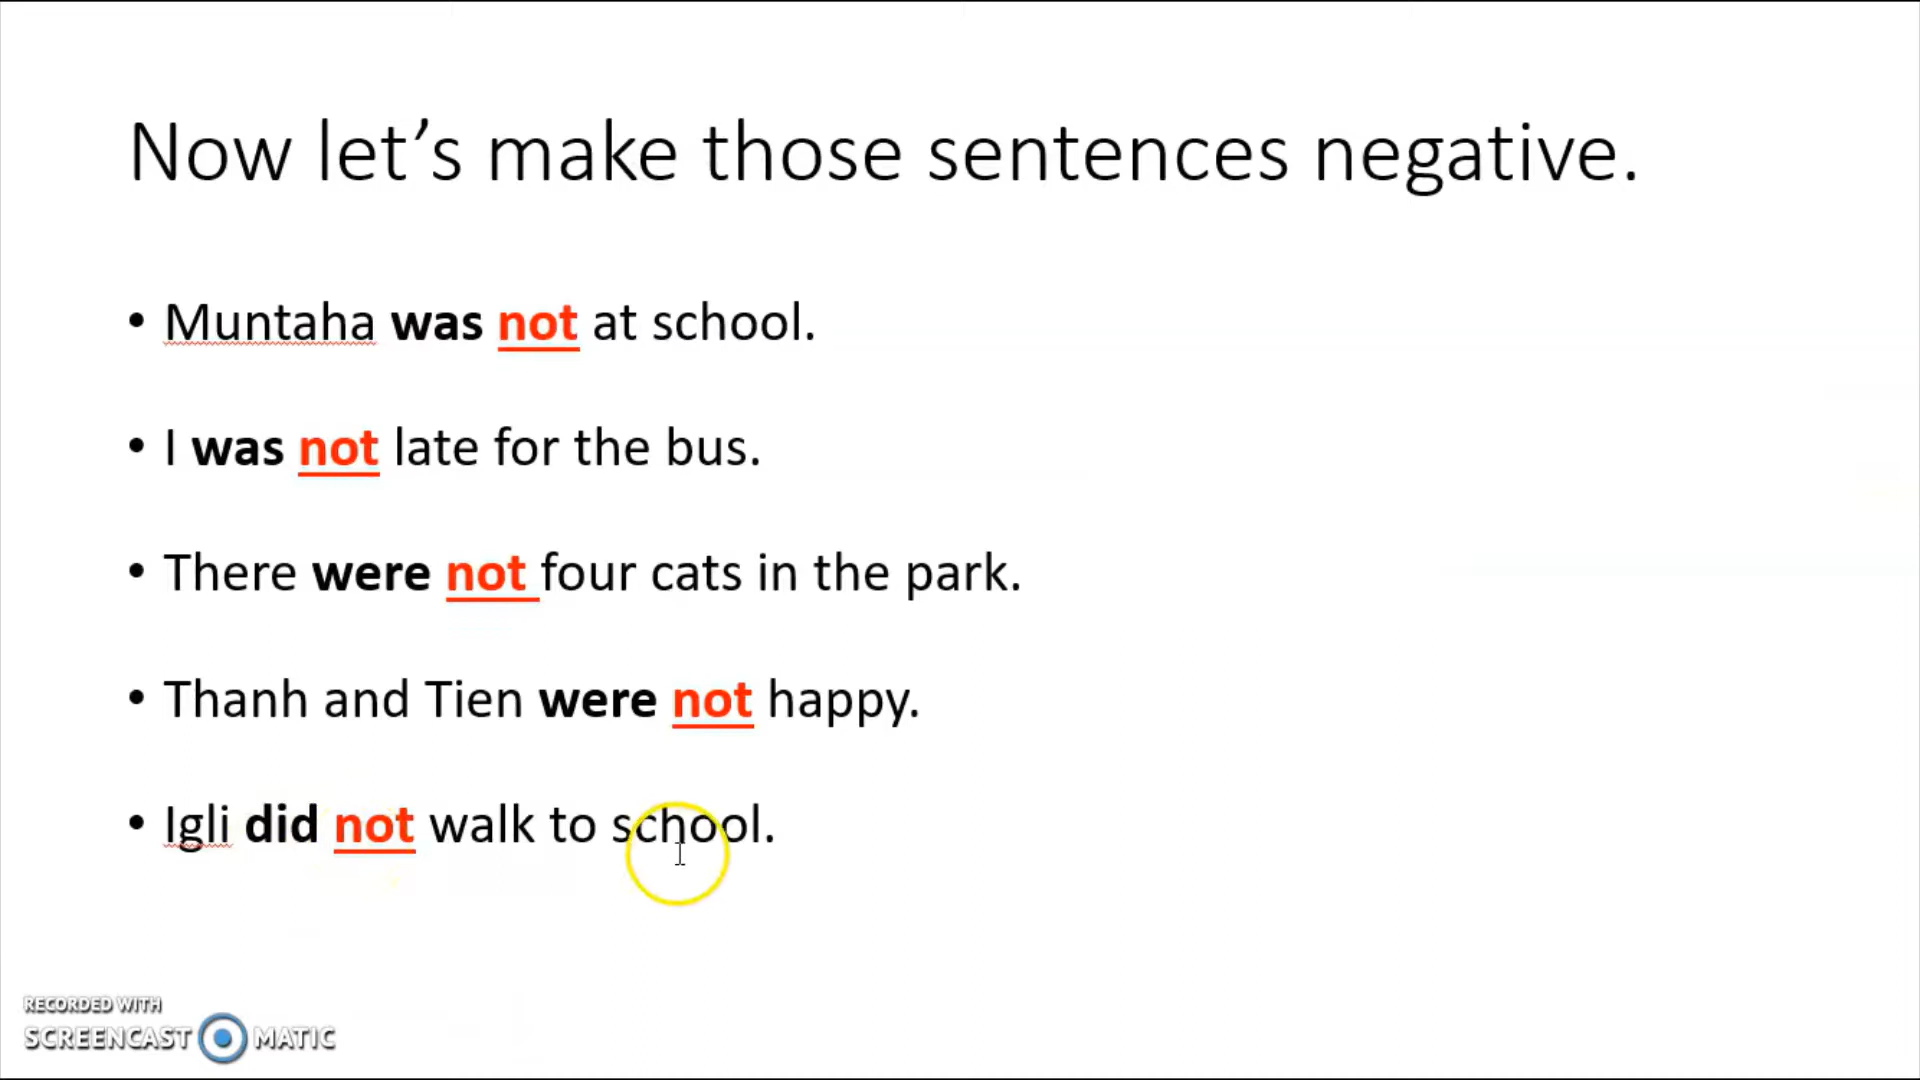 Now let’s make those sentences negative.
• Muntaha was not at school.
• I was not late for the bus.
• There were not four cats in the park.
• Thanh and Tien were not happy.
• Igli did not walk to school.
RECORDED WITH
SCREENCAST MATIC